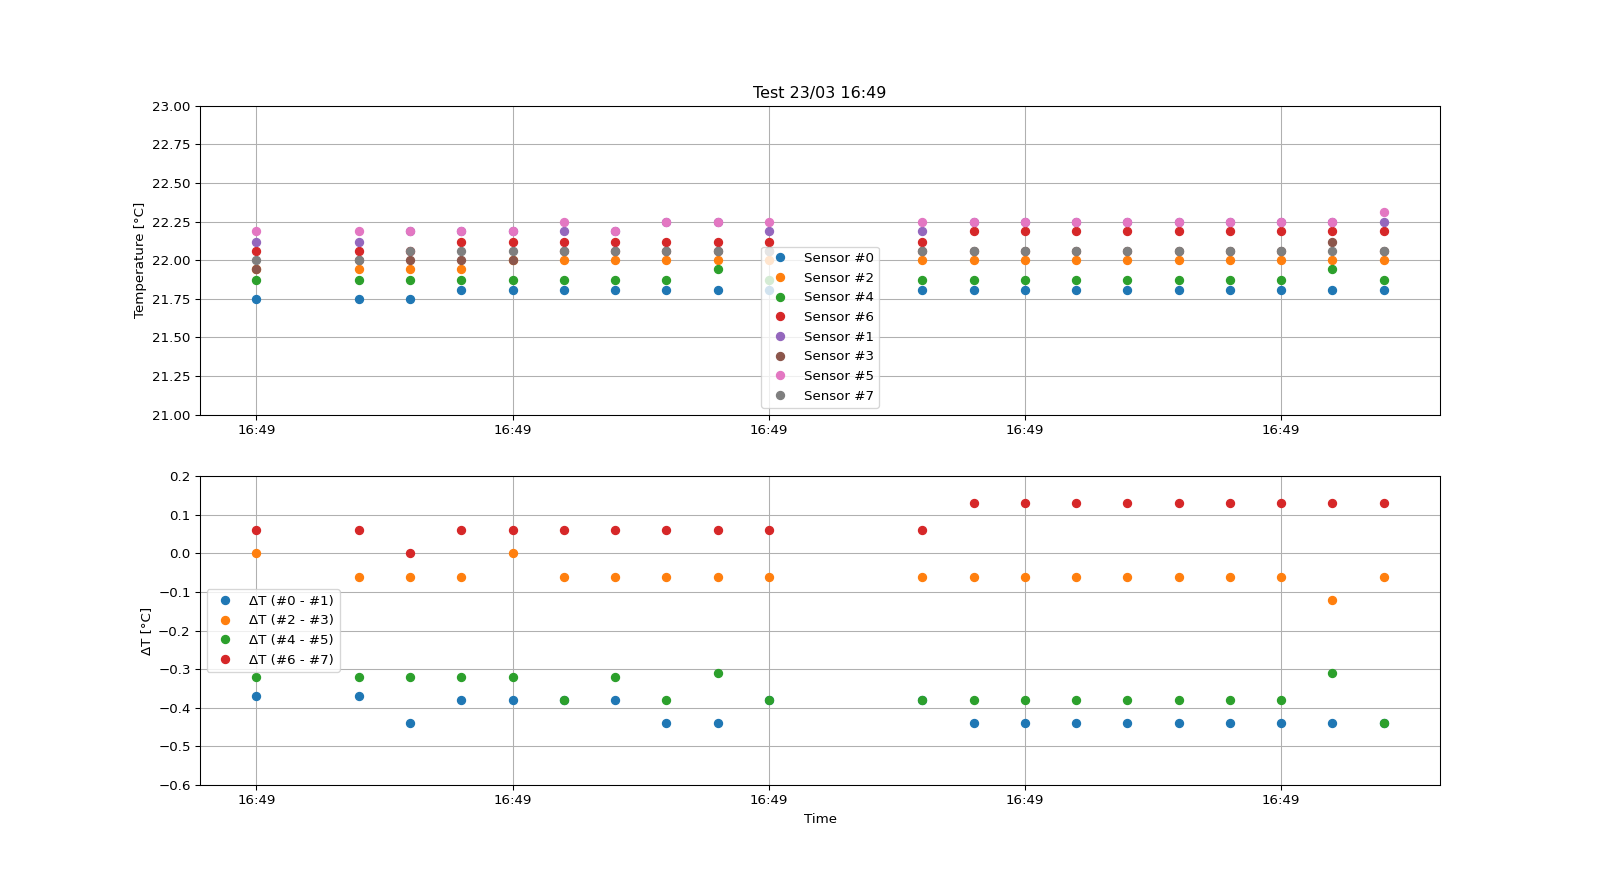 Test 23/03 16:49
23.00
22.75
22.50
22.25
22.00
21.75
21.50
21.25
21.00
Temperature [°C]
Sensor #0
Sensor #2
Sensor #4
Sensor #6
Sensor #1
Sensor #3
Sensor #5
Sensor #7
16:49 16:49 16:49 16:49 16:49
0.2
0.1
0.0
−0.1
−0.2
−0.3
−0.4
−0.5
−0.6
ΔT [°C]
ΔT (#0 - #1)
ΔT (#2 - #3)
ΔT (#4 - #5)
ΔT (#6 - #7)
16:49 16:49 16:49 16:49 16:49
Time